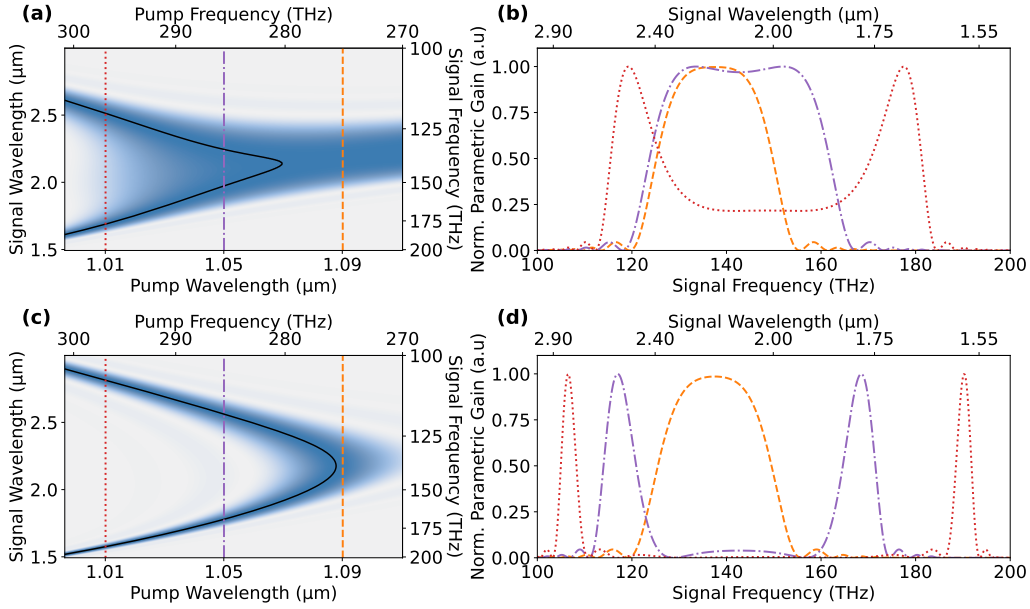 (a)
Pump Frequency (THz)
300 290 280 270
Signal Wavelength (μm)
2.5
2.0
1.5
100
125
150
175
200
Signal Frequency (THz)
1.01 1.05 1.09
Pump Wavelength (μm)
(b)
Signal Wavelength (μm)
2.90 2.40 2.00 1.75 1.55
Norm. Parametric Gain (a.u)
1.00
0.75
0.50
0.25
0.00
100 120 140 160 180 200
Signal Frequency (THz)
(c)
Pump Frequency (THz)
300 290 280 270
Signal Wavelength (μm)
2.5
2.0
1.5
100
125
150
175
200
Signal Frequency (THz)
1.01 1.05 1.09
Pump Wavelength (μm)
(d)
Signal Wavelength (μm)
2.90 2.40 2.00 1.75 1.55
Norm. Parametric Gain (a.u)
1.00
0.75
0.50
0.25
0.00
100 120 140 160 180 200
Signal Frequency (THz)